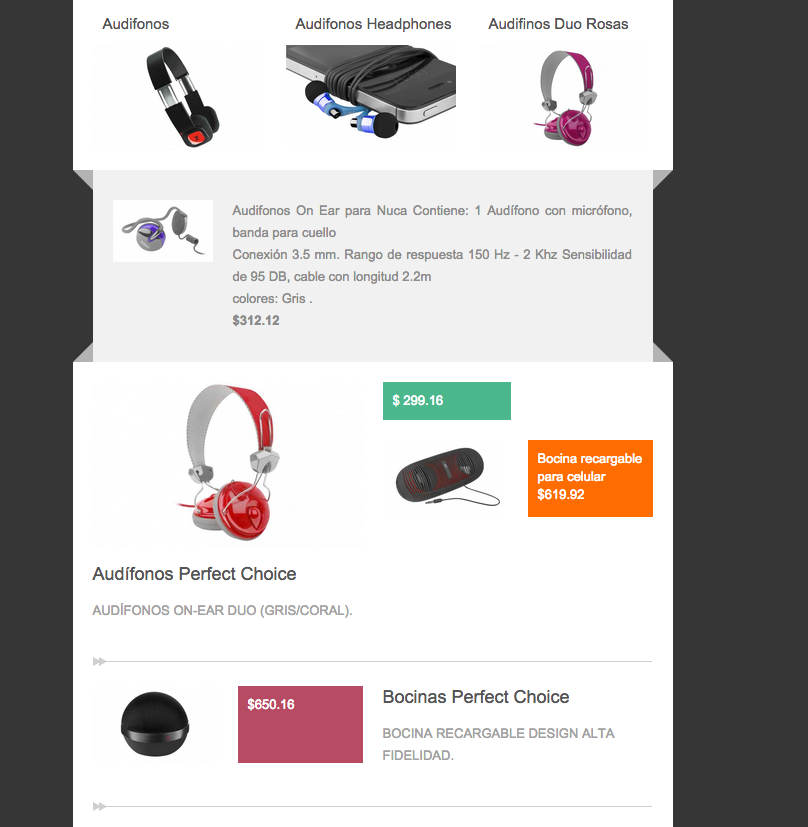 Audifonos
Audifonos Headphones
Audifinos Duo Rosas
Audifonos On Ear para Nuca Contiene: 1 Audífono con micrófono,
banda para cuello
Conexión 3.5 mm. Rango de respuesta 150 Hz - 2 Khz Sensibilidad
de 95 DB, cable con longitud 2.2m
colores: Gris .
$312.12
$ 299.16
Bocina recargable
para celular
$619.92
Audífonos Perfect Choice
AUDÍFONOS ON-EAR DUO (GRIS/CORAL).
$650.16
Bocinas Perfect Choice
BOCINA RECARGABLE DESIGN ALTA
FIDELIDAD.